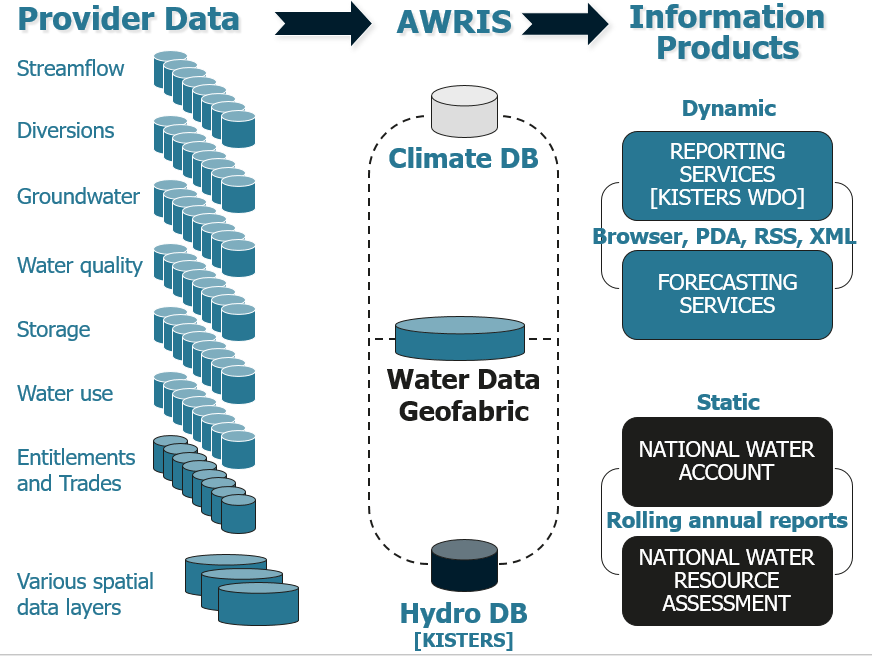 Provider Data
Streamflow
Diversions
Groundwater
Water quality
Storage
Water use
Entitlements
and Trades
Various spatial
data layers
AWRIS
Climate DB
Water Data
Geofabric
Hydro DB
[KISTERS]
Information
Products
Dynamic
REPORTING
SERVICES
[KISTERS WDO]
Browser, PDA, RSS, XML
FORECASTING
SERVICES
Static
NATIONAL WATER
ACCOUNT
Rolling annual reports
NATIONAL WATER
RESOURCE
ASSESSMENT